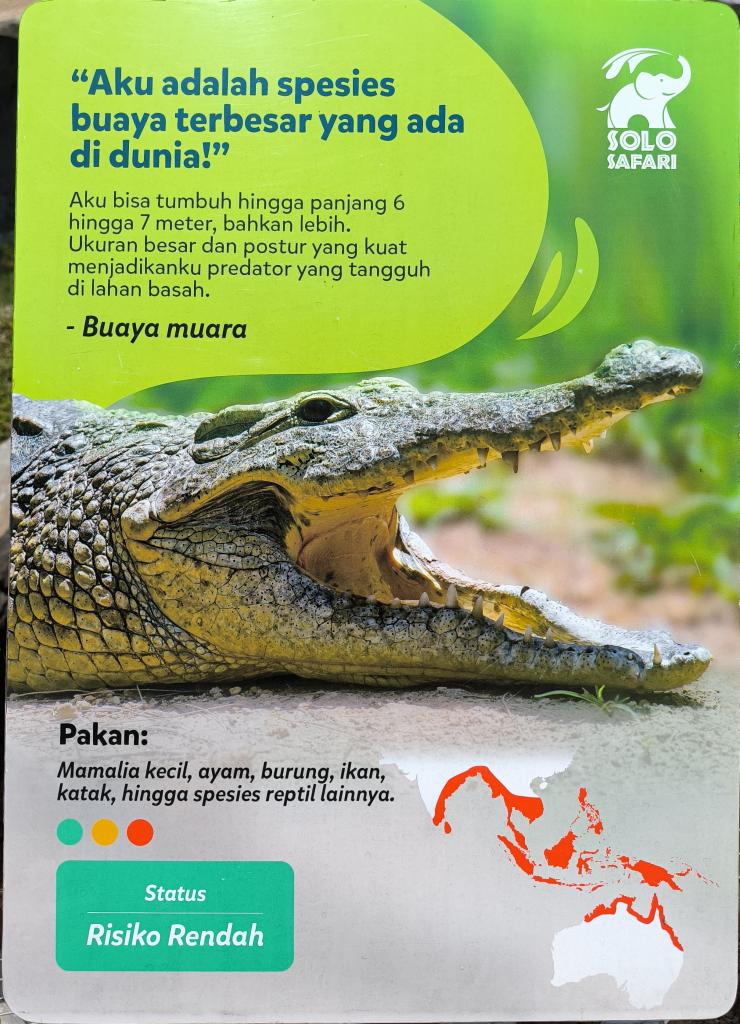 “Aku adalah spesies
buaya terbesar yang ada
di dunia!”
SOLO
SAFARI
Aku bisa tumbuh hingga panjang 6
hingga 7 meter, bahkan lebih.
Ukuran besar dan postur yang kuat
menjadikanku predator yang tangguh
di lahan basah.
- Buaya muara
Pakan:
Mamalia kecil, ayam, burung, ikan,
katak, hingga spesies reptil lainnya.
Status
Risiko Rendah